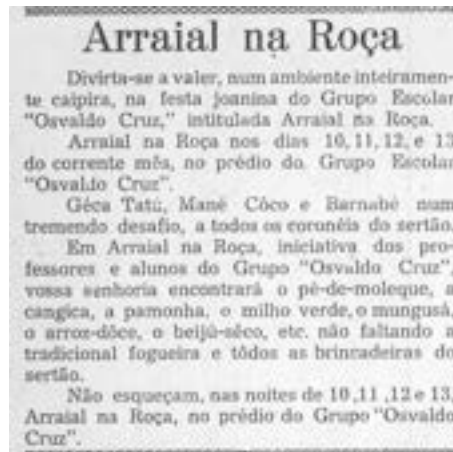 Arraial na Roça
Divirta-se a valer, num ambiente inteiramen-
te caipira, na festa joanina do Grupo Escolar
"Osvaldo Cruz," intitulada Arraial na Roça.
Arraial na Roça nos dias 10, 11, 12, e 13
do corrente mês, no prédio do Grupo Escolar
"Osvaldo Cruz".
Géca Tatú, Mané Côco e Barnabé num
tremendo desafio, a todos os coronéis do sertão.
Em Arraial na Roça, iniciativa dos pro-
fessores e alunos do Grupo "Osvaldo Cruz",
vossa senhoria encontrará o pé-de-moleque, a
cangica, a pamonha, o milho verde, o mungusá,
o arroz-dôce, o beijú-sêco, etc. não faltando a
tradicional fogueira e tôdos as brincadeiras do
sertão.
Não esqueçam, nas noites de 10 ,11 ,12 e 13,
Arraial na Roça, no prédio do Grupo "Osvaldo
Cruz".